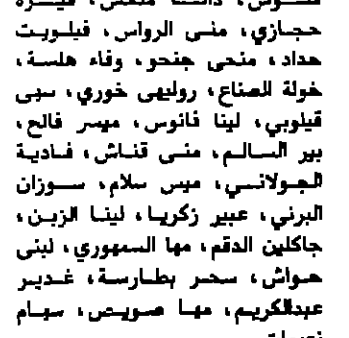 حجازي، منى الرواس، فيلويت
حداد، منحى جنحو، وفاء هلسة،
خولة الصناع، روليهى خوري، سبى
قيلوبي، لينا فانوس، ميسر فالح،
بير السالم، منى قناش، فادية
الجولانسي، ميس سلام، سوزان
البرني، عبير زكريا، لينا الزبن،
جاكلين الدقم، مها السمهوري، لبنى
هواش، سحر بطارسة، غدير
عبدالكريم، مها صويص، سهام